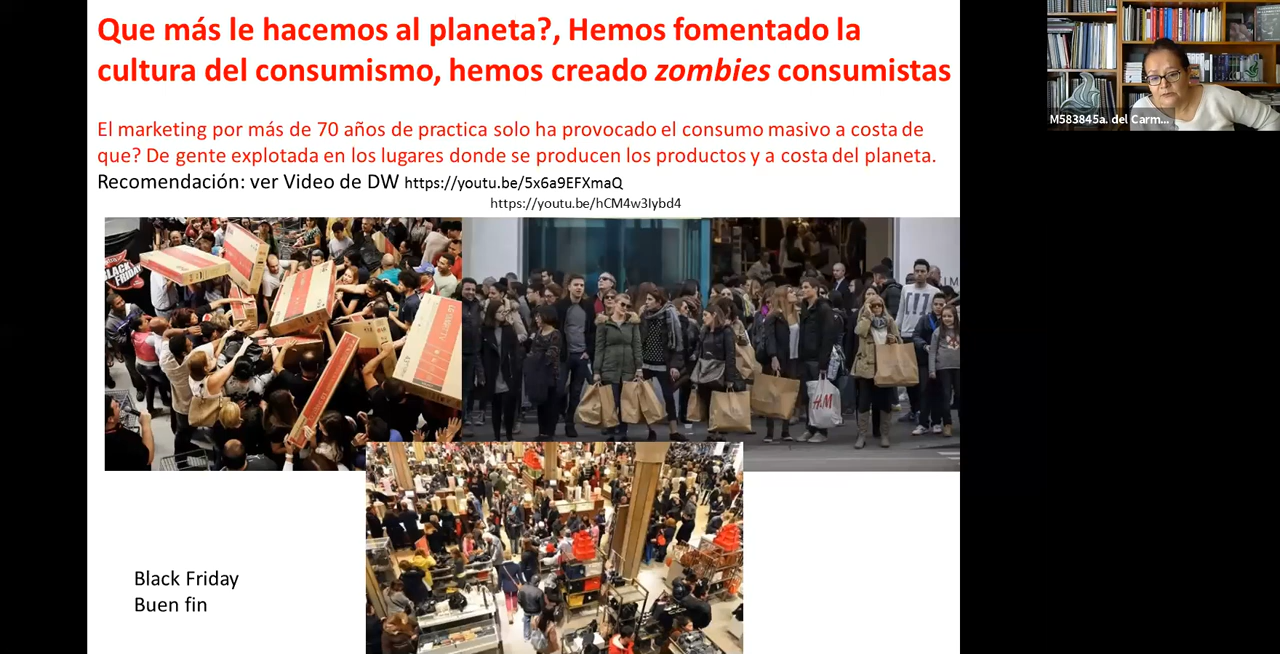 Que más le hacemos al planeta?, Hemos fomentado la
cultura del consumismo, hemos creado zombies consumistas
El marketing por más de 70 años de practica solo ha provocado el consumo masivo a costa de
que? De gente explotada en los lugares donde se producen los productos y a costa del planeta.
Recomendación: ver Video de DW https://youtu.be/5x6a9EFXmaQ
https://youtu.be/hCM4w3Iybd4
BLACK
FRIDAY
H&M
Black Friday
Buen fin
M583845a. del Carm...